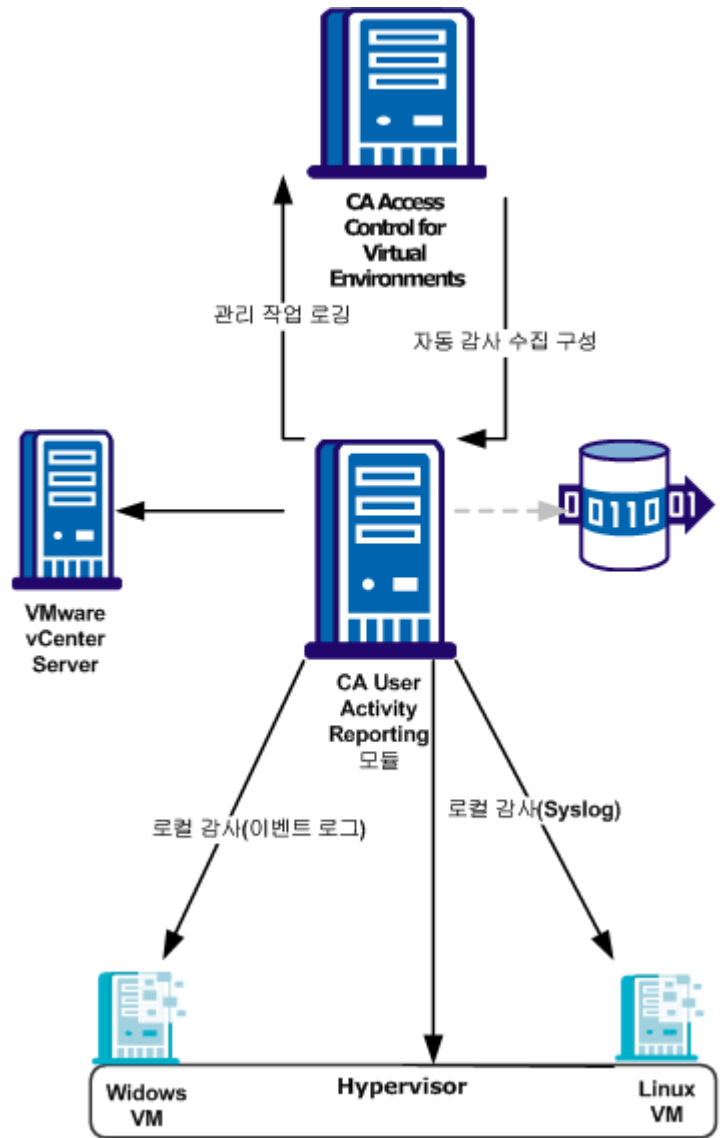 CA Access
Control for
Virtual
Environments
관리 작업 로깅
자동 감사 수집 구성
0 0110 01
VMware
vCenter
Server
CA User
Activity
Reporting
모듈
로컬 감사(이벤트 로그)
로컬 감사(Syslog)
Hypervisor
Widows
VM
Linux
VM